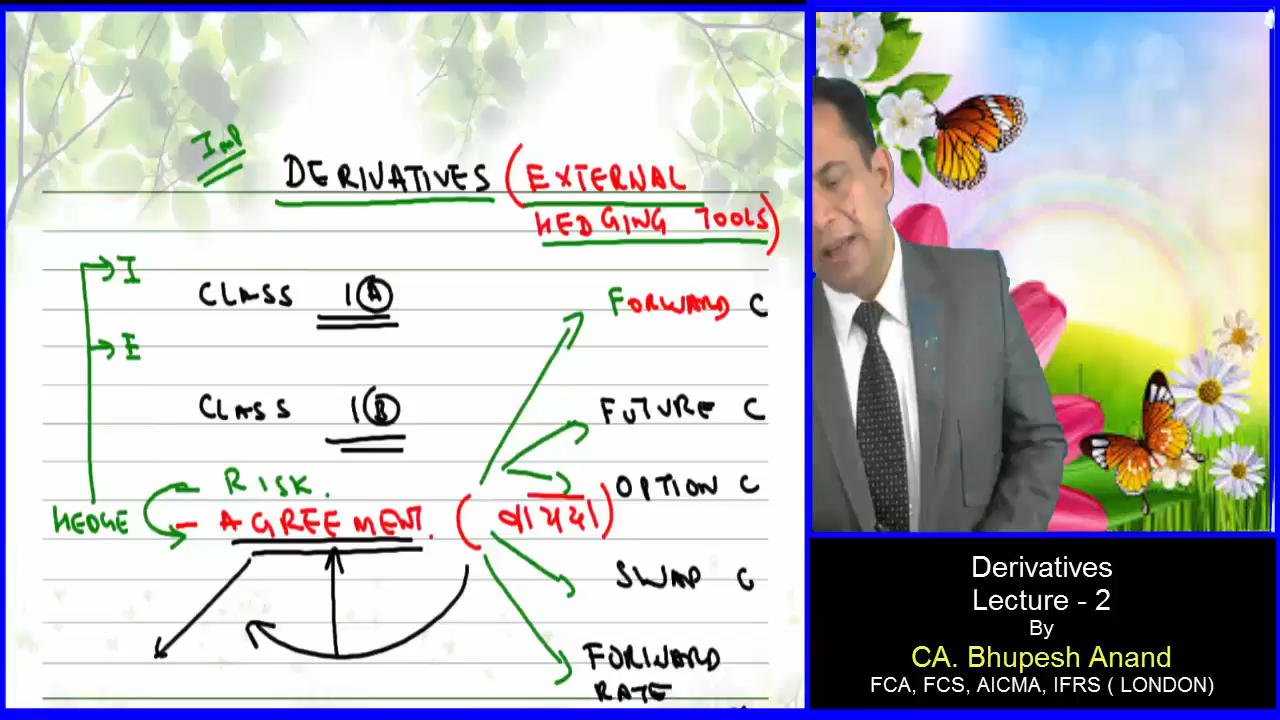 Imp
DERIVATIVES (EXTERNAL
HEDGING TOOLS)
I
CLASS 1 A
FORWARD C
E
CLASS 1 B
FUTURE C
RISK.
OPTION C
HEDGE
- AGREEMENT. (वायदा)
SWAP C
FORWARD
RATE
Derivatives
Lecture - 2
By
CA. Bhupesh Anand
FCA, FCS, AICMA, IFRS ( LONDON)